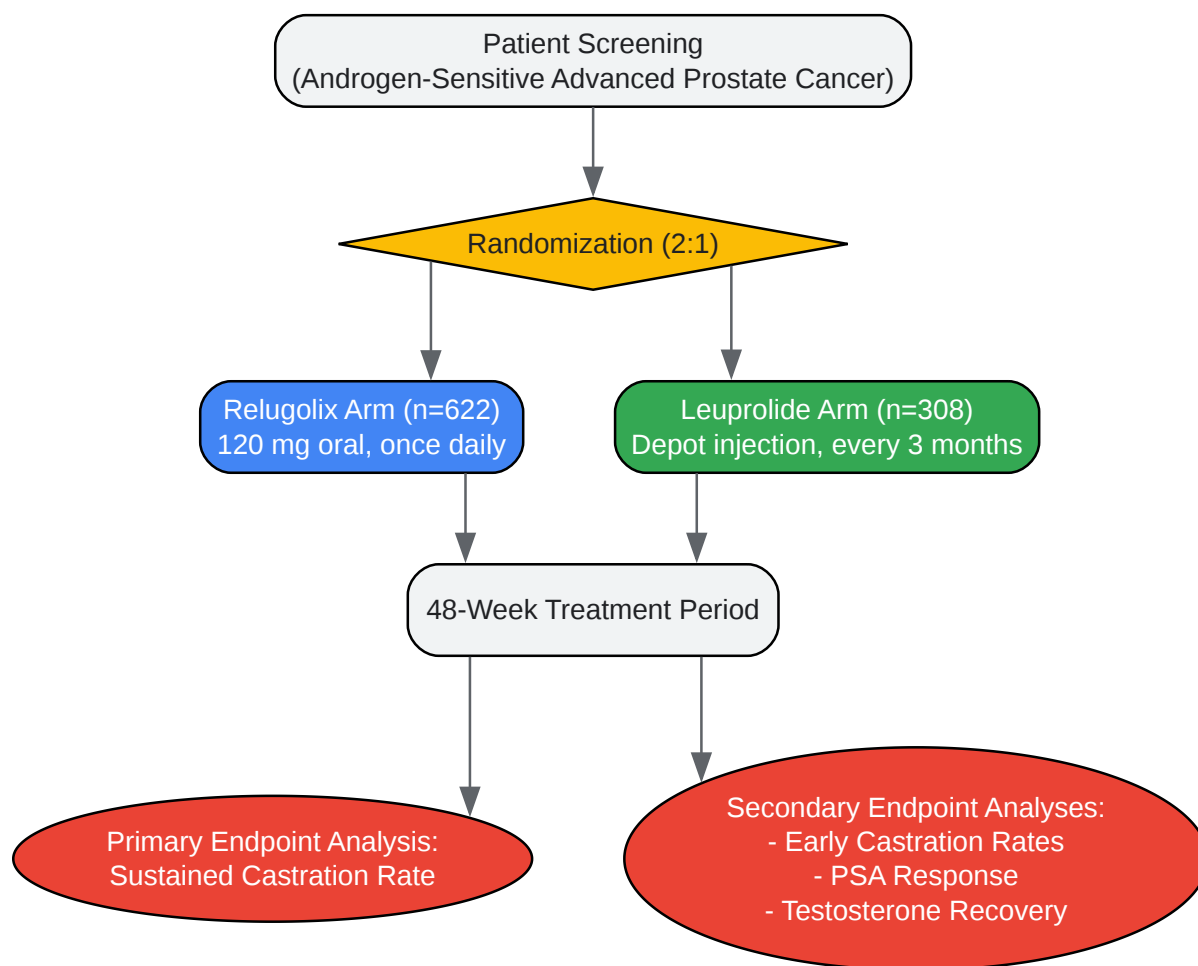 Patient Screening
(Androgen-Sensitive Advanced Prostate Cancer)
Randomization (2:1)
Relugolix Arm (n=622)
120 mg oral, once daily
Leuprolide Arm (n=308)
Depot injection, every 3 months
48-Week Treatment Period
Primary Endpoint Analysis:
Sustained Castration Rate
Secondary Endpoint Analyses:
- Early Castration Rates
- PSA Response
- Testosterone Recovery